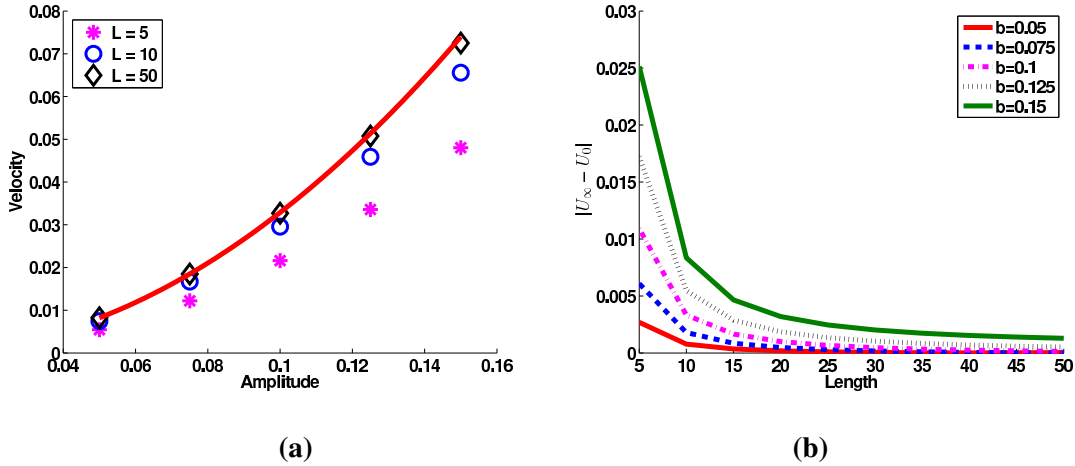 0.08
0.07
0.06
0.05
0.04
0.03
0.02
0.01
0
Velocity
L = 5
L = 10
L = 50
0.04
0.06
0.08
0.1
0.12
0.14
0.16
Amplitude
(a)
0.03
0.025
0.02
0.015
0.01
0.005
0
|U∞ − U0|
b=0.05
b=0.075
b=0.1
b=0.125
b=0.15
5
10
15
20
25
30
35
40
45
50
Length
(b)